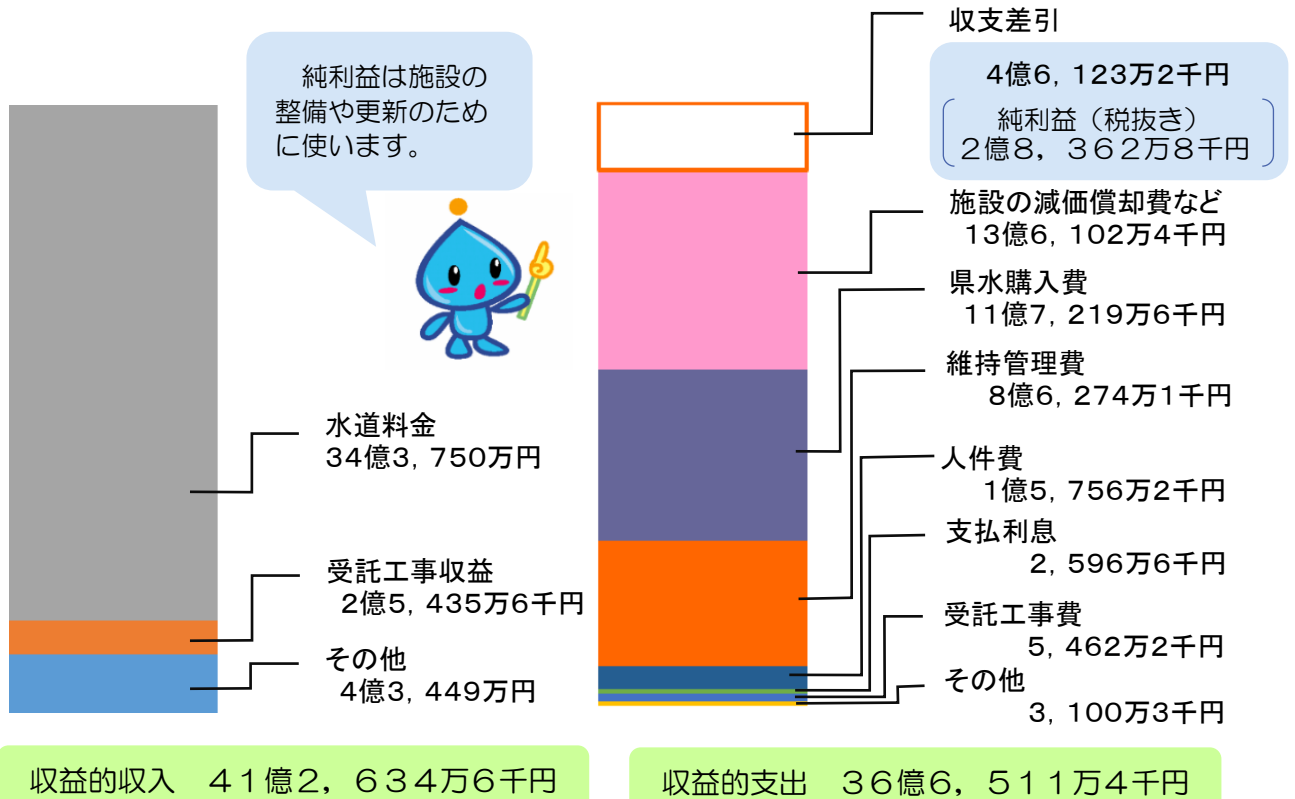 純利益は施設の
整備や更新のため
に使います。
水道料金
34億3,750万円
受託工事収益
2億5,435万6千円
その他
4億3,449万円
収益的収入 41億2,634万6千円
収支差引
4億6,123万2千円
純利益（税抜き）
2億8，362万8千円
施設の減価償却費など
13億6,102万4千円
県水購入費
11億7,219万6千円
維持管理費
8億6,274万1千円
人件費
1億5,756万2千円
支払利息
2,596万6千円
受託工事費
5,462万2千円
その他
3,100万3千円
収益的支出 36億6,511万4千円